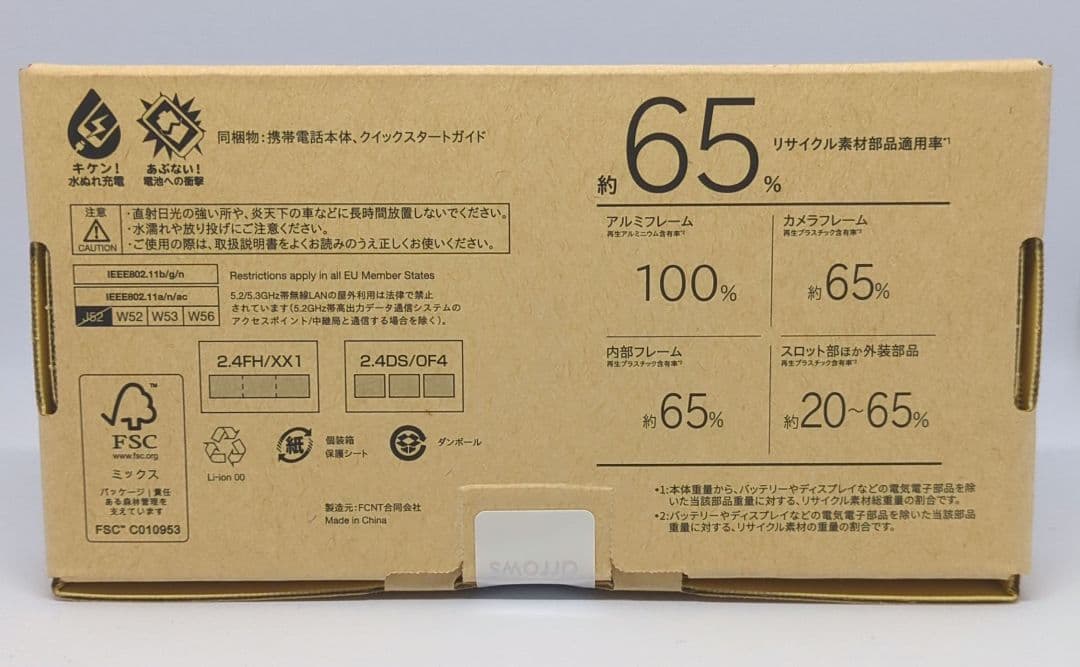 キケン!
水ぬれ充電
あぶない!
電池への衝撃
同梱物:携帯電話本体、クイックスタートガイド
注意
CAUTION
・直射日光の強い所や、炎天下の車などに長時間放置しないでください。
・水濡れや放り投げにご注意ください。
・ご使用の際は、取扱説明書をよくお読みのうえ正しくお使いください。
IEEE802.11b/g/n
Restrictions apply in all EU Member States
IEEE802.11a/n/ac
J52 W52 W53 W56
5.2/5.3GHz帯無線LANの屋外利用は法律で禁止
されています(5.2GHz帯高出力データ通信システムの
アクセスポイント/中継局と通信する場合を除く)。
2.4FH/XX1
2.4DS/OF4
FSC
www.fsc.org
ミックス
パッケージ|責任
ある森林管理を
支えています
FSC™ C010953
Li-ion 00
紙
個装箱
保護シート
ダンボール
製造元:FCNT合同会社
Made in China
約65% リサイクル素材部品適用率*1
アルミフレーム
再生アルミニウム含有率*2
100%
カメラフレーム
再生プラスチック含有率*2
約65%
内部フレーム
再生プラスチック含有率*2
約65%
スロット部ほか外装部品
再生プラスチック含有率*2
約20~65%
*1:本体重量から、バッテリーやディスプレイなどの電気電子部品を除
いた当該部品重量に対する、リサイクル素材総重量の割合です。
*2:バッテリーやディスプレイなどの電気電子部品を除いた当該部品
重量に対する、リサイクル素材の重量の割合です。
arrows